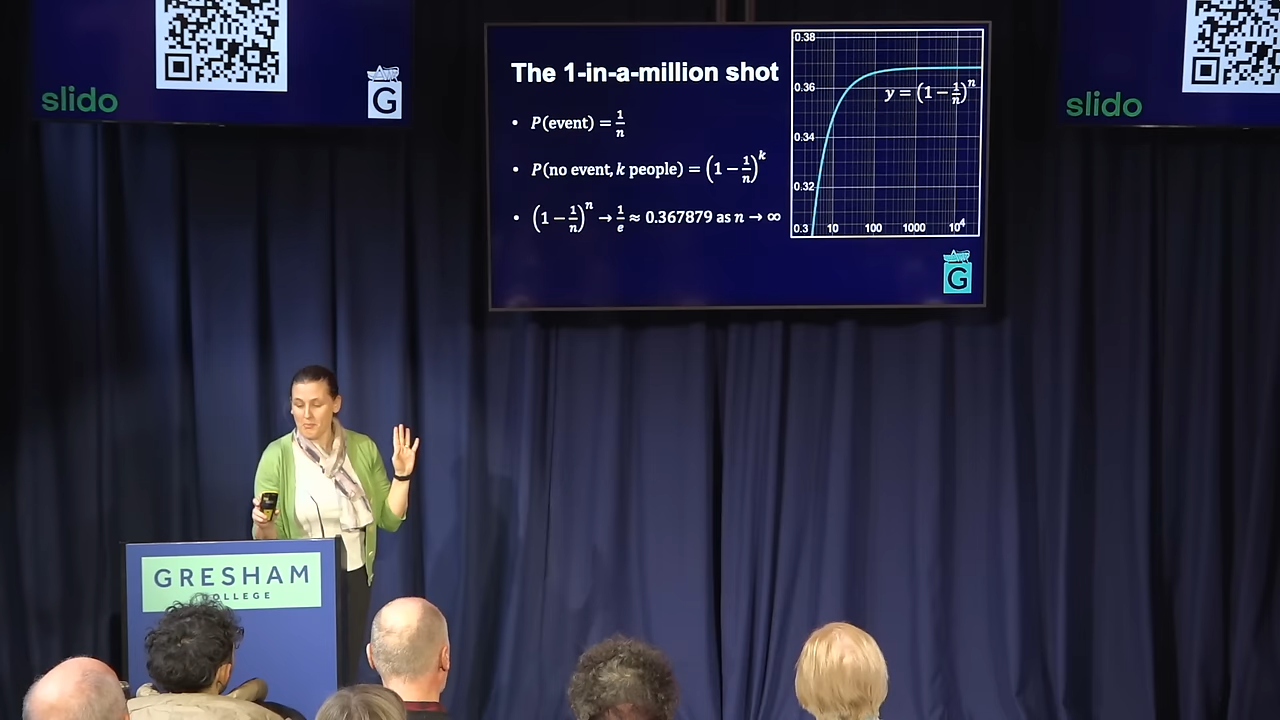 slido
G
The 1-in-a-million shot
• P(event) = 1/n
• P(no event, k people) = (1 − 1/n)^k
• (1 − 1/n)^n → 1/e ≈ 0.367879 as n → ∞
0.38
0.36
y = (1 − 1/n)^n
0.34
0.32
0.3 10 100 1000 10^4
G
slido
GRESHAM
COLLEGE